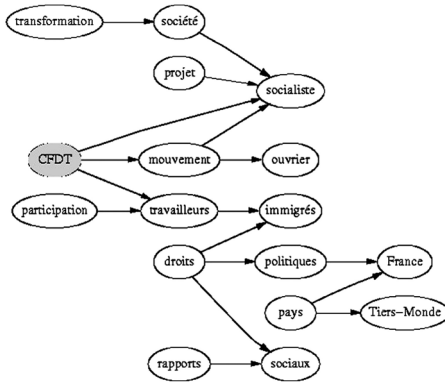 transformation
société
projet
socialiste
CFDT
mouvement
ouvrier
participation
travailleurs
immigrés
droits
politiques
France
pays
Tiers-Monde
rapports
sociaux